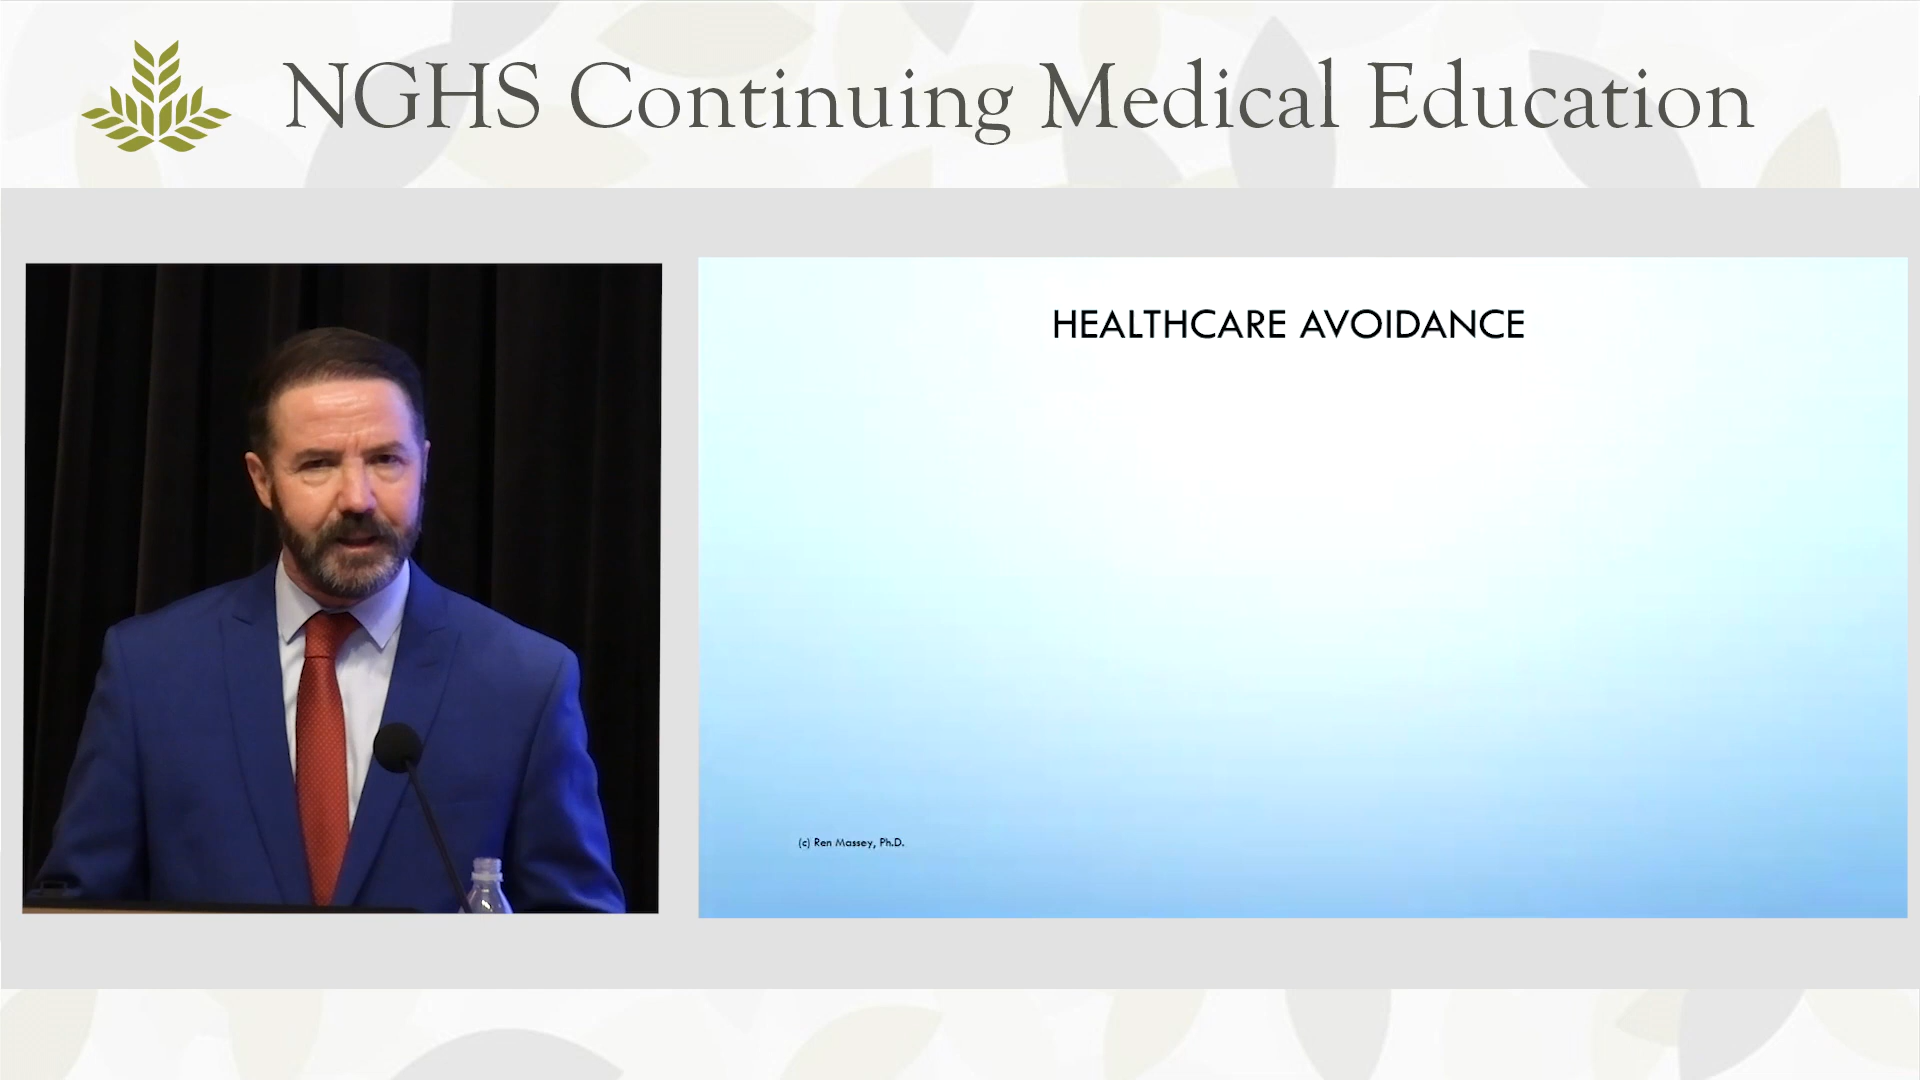 NGHS Continuing Medical Education
HEALTHCARE AVOIDANCE
(c) Ren Massey, Ph.D.